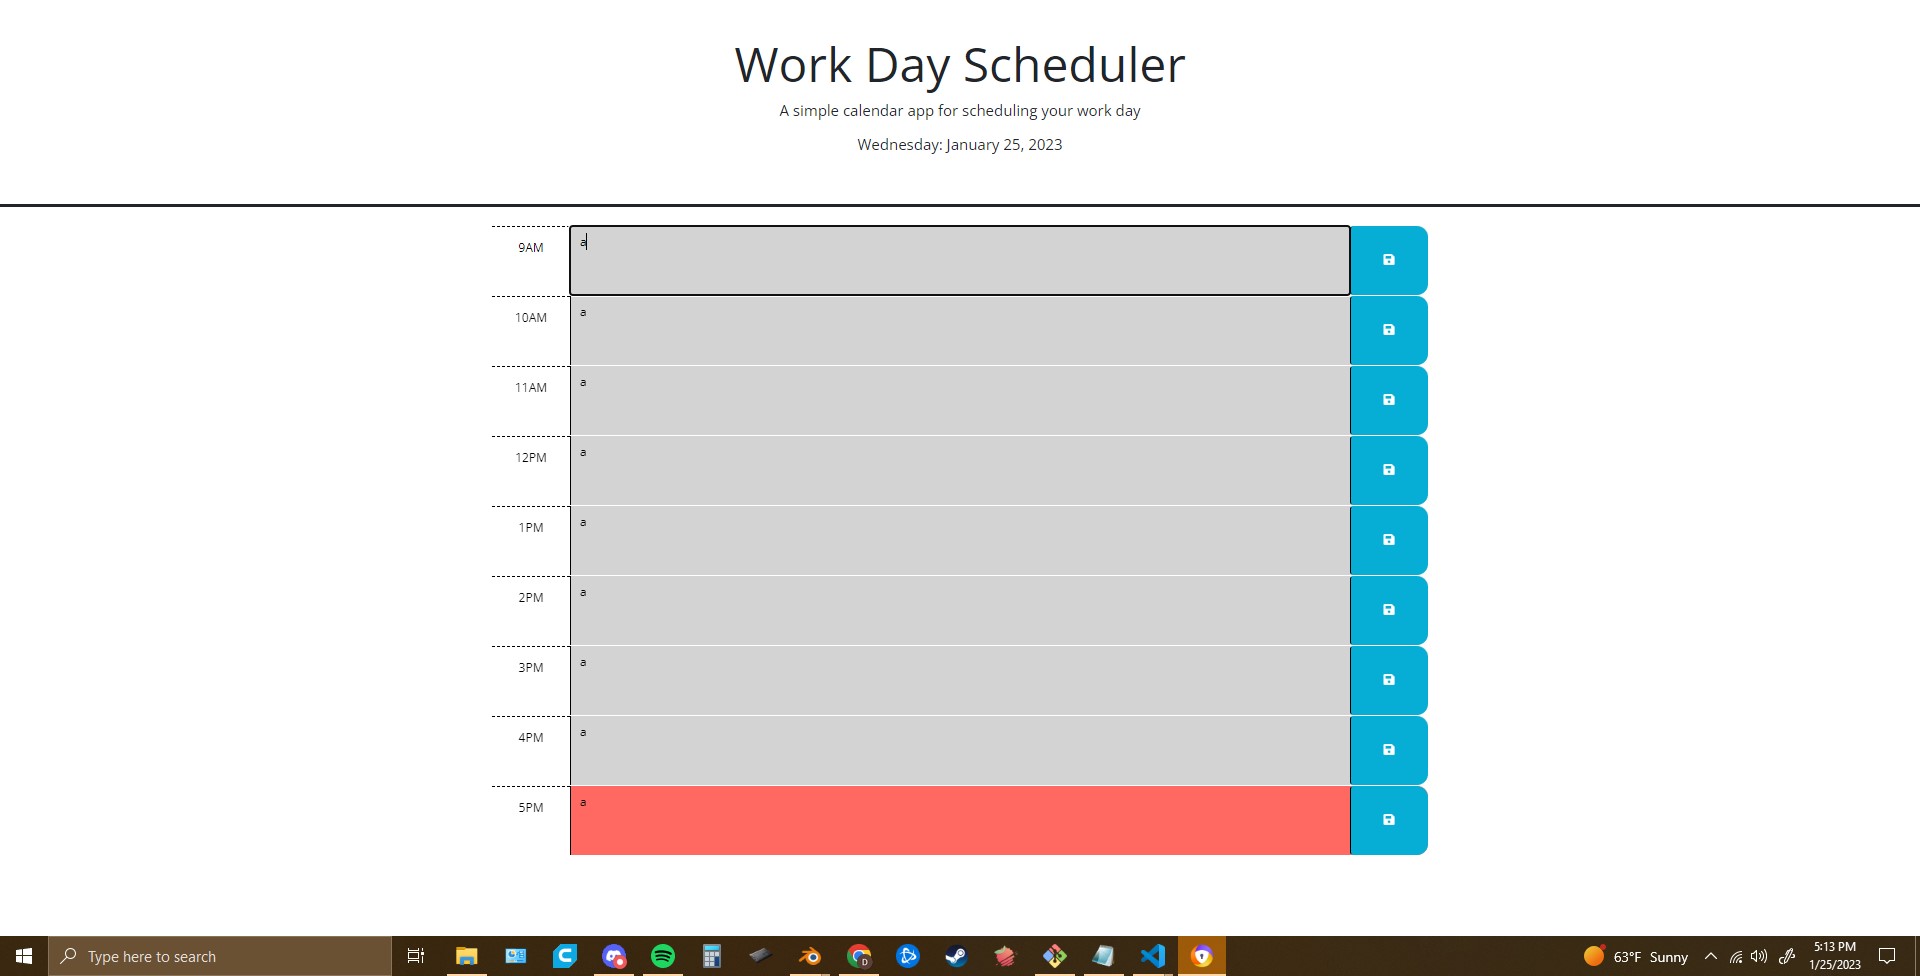 Work Day Scheduler
A simple calendar app for scheduling your work day
Wednesday: January 25, 2023
9AM a
10AM a
11AM a
12PM a
1PM a
2PM a
3PM a
4PM a
5PM a
Type here to search
63°F Sunny
5:13 PM
1/25/2023